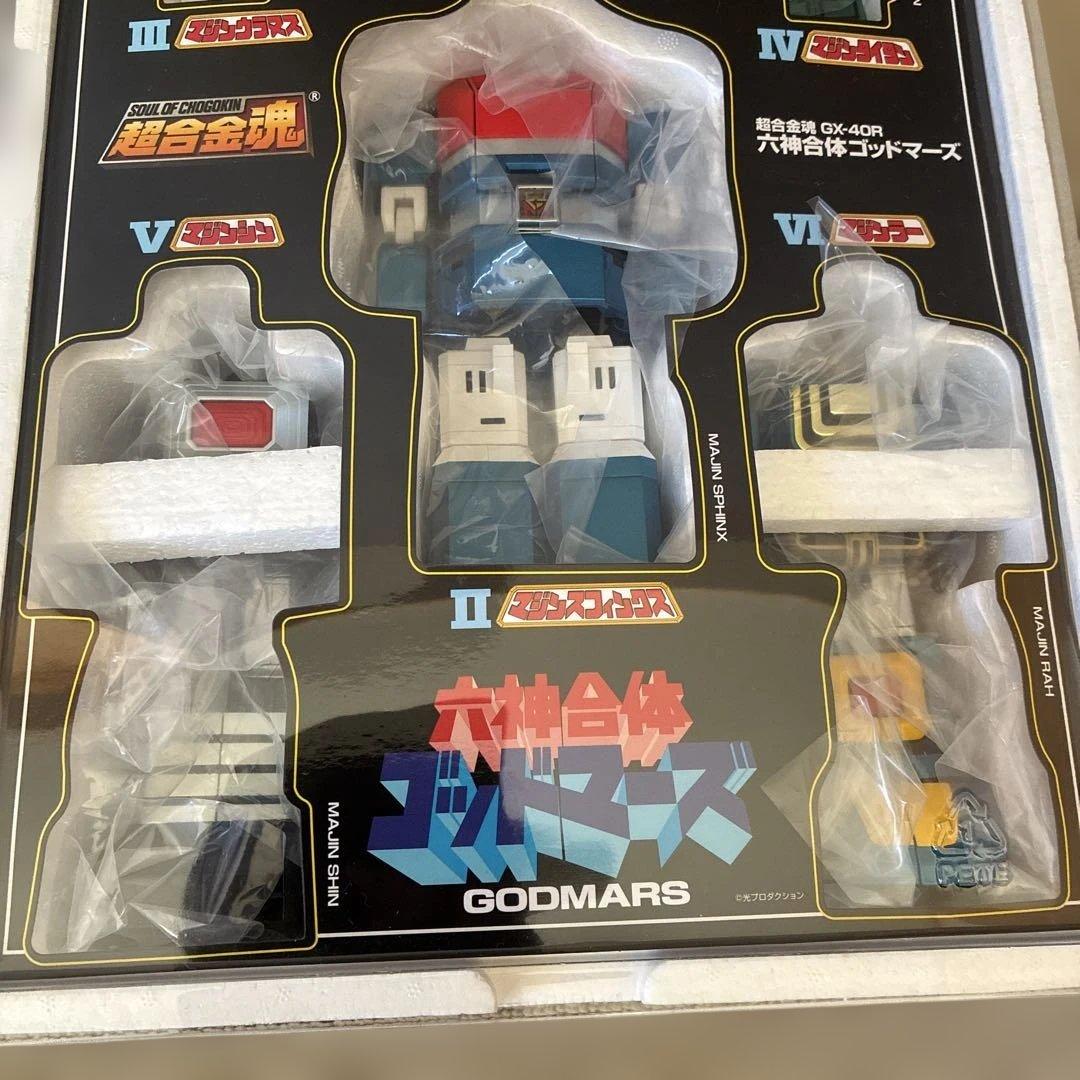 III マジンウラヌス
IV マジンタイタン
2
SOUL OF CHOGOKIN
超合金魂®
超合金魂 GX-40R
六神合体ゴッドマーズ
V マジンシン
VI マジンラー
MAJIN SPHINX
II マジンスフィンクス
MAJIN RAH
六神合体
ゴッドマーズ
GODMARS
MAJIN SHIN
©光プロダクション